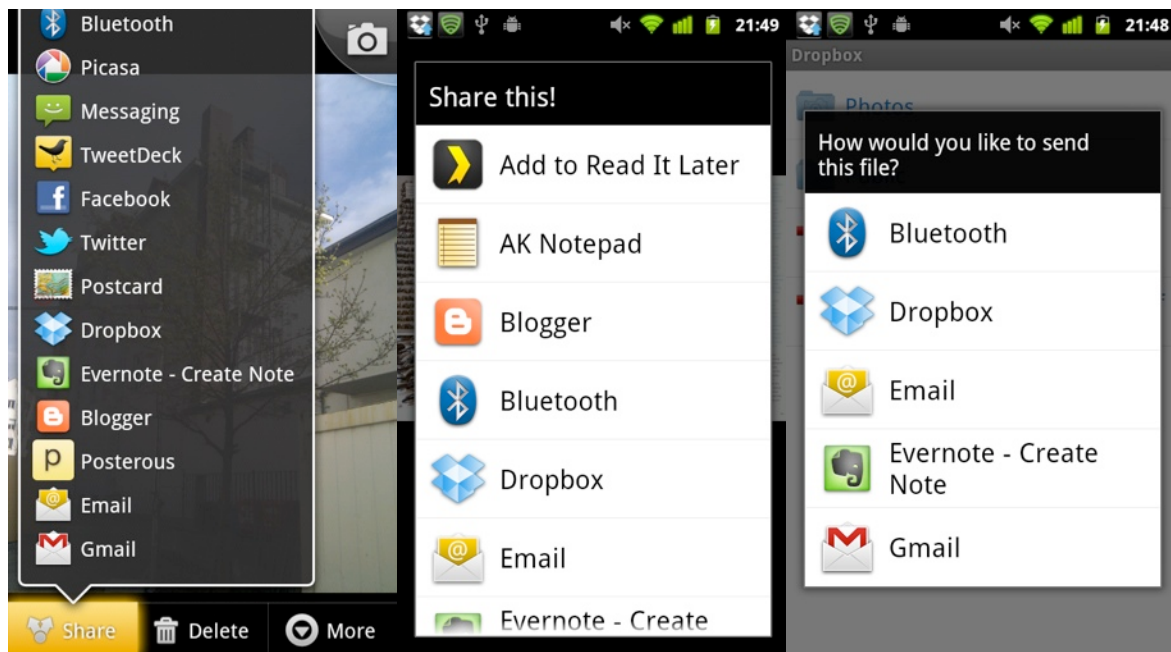 Bluetooth
Picasa
Messaging
TweetDeck
Facebook
Twitter
Postcard
Dropbox
Evernote - Create Note
Blogger
Posterous
Email
Gmail
Share
Delete
More
21:49
Share this!
Add to Read It Later
AK Notepad
Blogger
Bluetooth
Dropbox
Email
Evernote - Create
21:48
Dropbox
Photos
How would you like to send
this file?
Bluetooth
Dropbox
Email
Evernote - Create
Note
Gmail